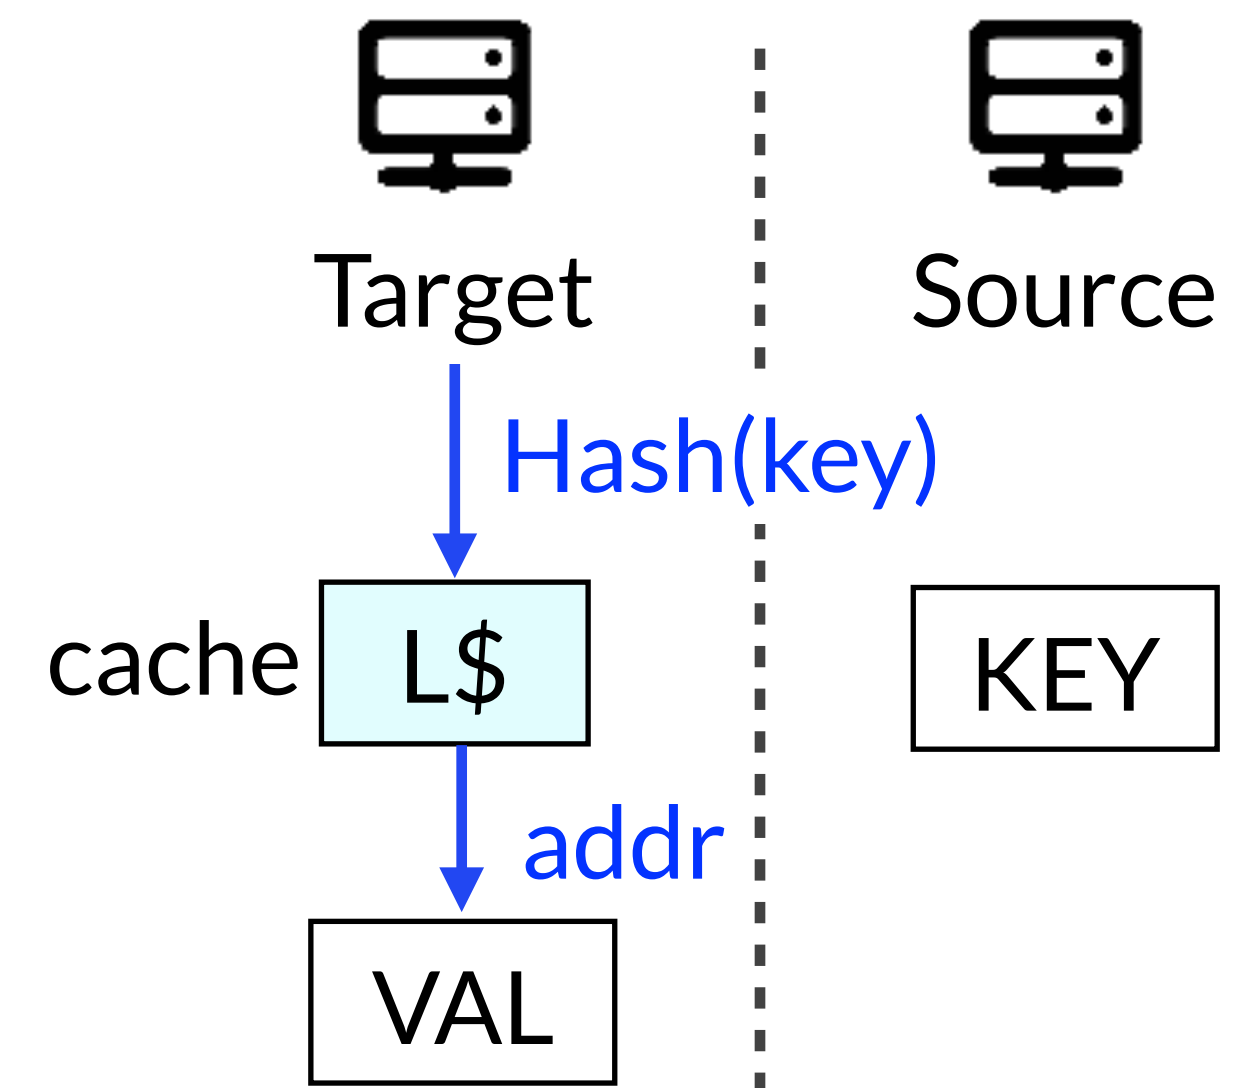 Target
Source
Hash(key)
cache
L$
KEY
addr
VAL